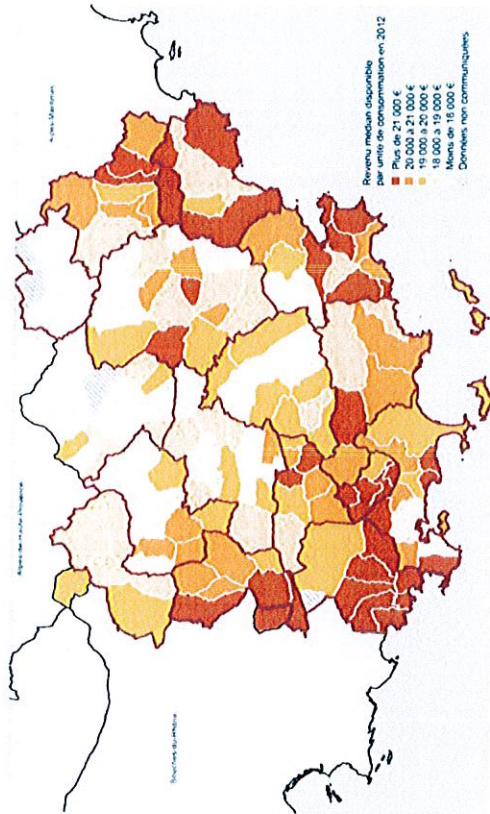 Alpes-Maritimes
Alpes-de-Haute-Provence
Bouches-du-Rhône
Revenu médian disponible
par unité de consommation en 2012
Plus de 21 000 €
20 000 à 21 000 €
19 000 à 20 000 €
18 000 à 19 000 €
Moins de 18 000 €
Données non communiquées